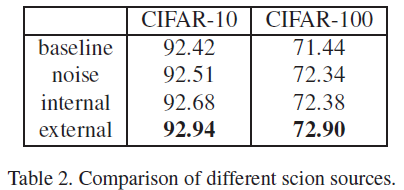 CIFAR-10 CIFAR-100
baseline 92.42 71.44
noise 92.51 72.34
internal 92.68 72.38
external 92.94 72.90
Table 2. Comparison of different scion sources.